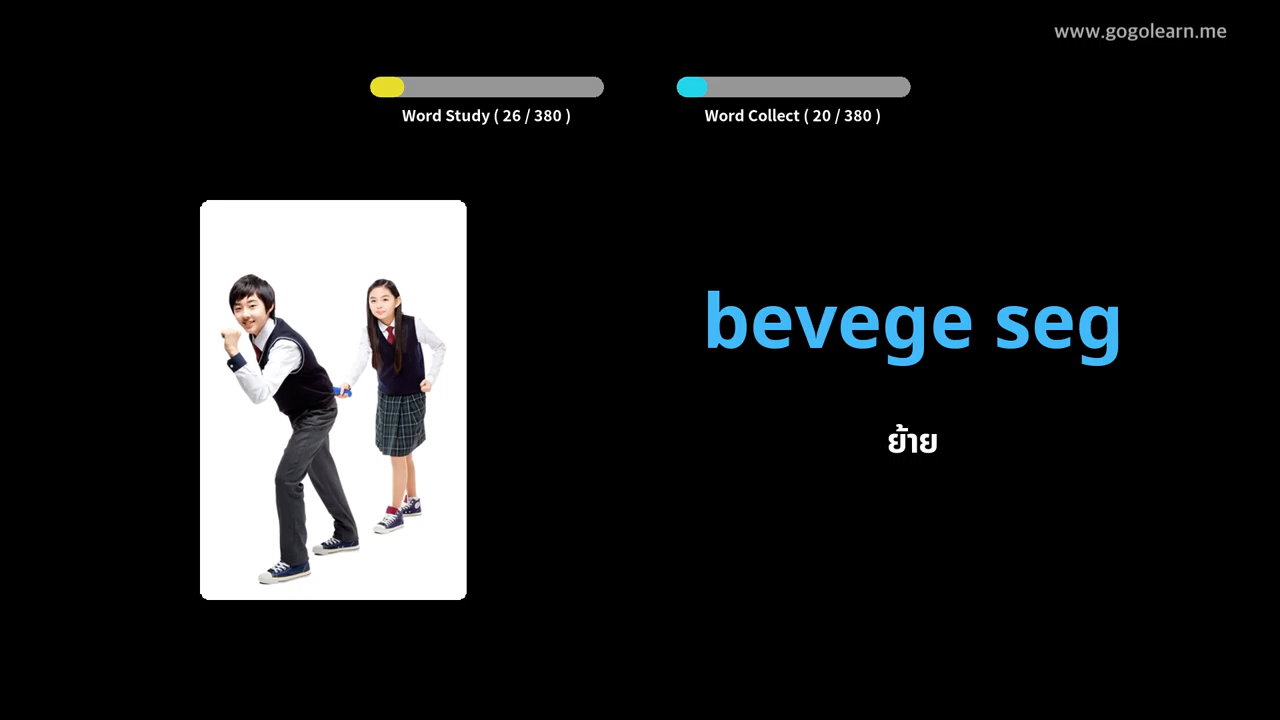 www.gogolearn.me
Word Study ( 26 / 380 )
Word Collect ( 20 / 380 )
bevege seg
ย้าย